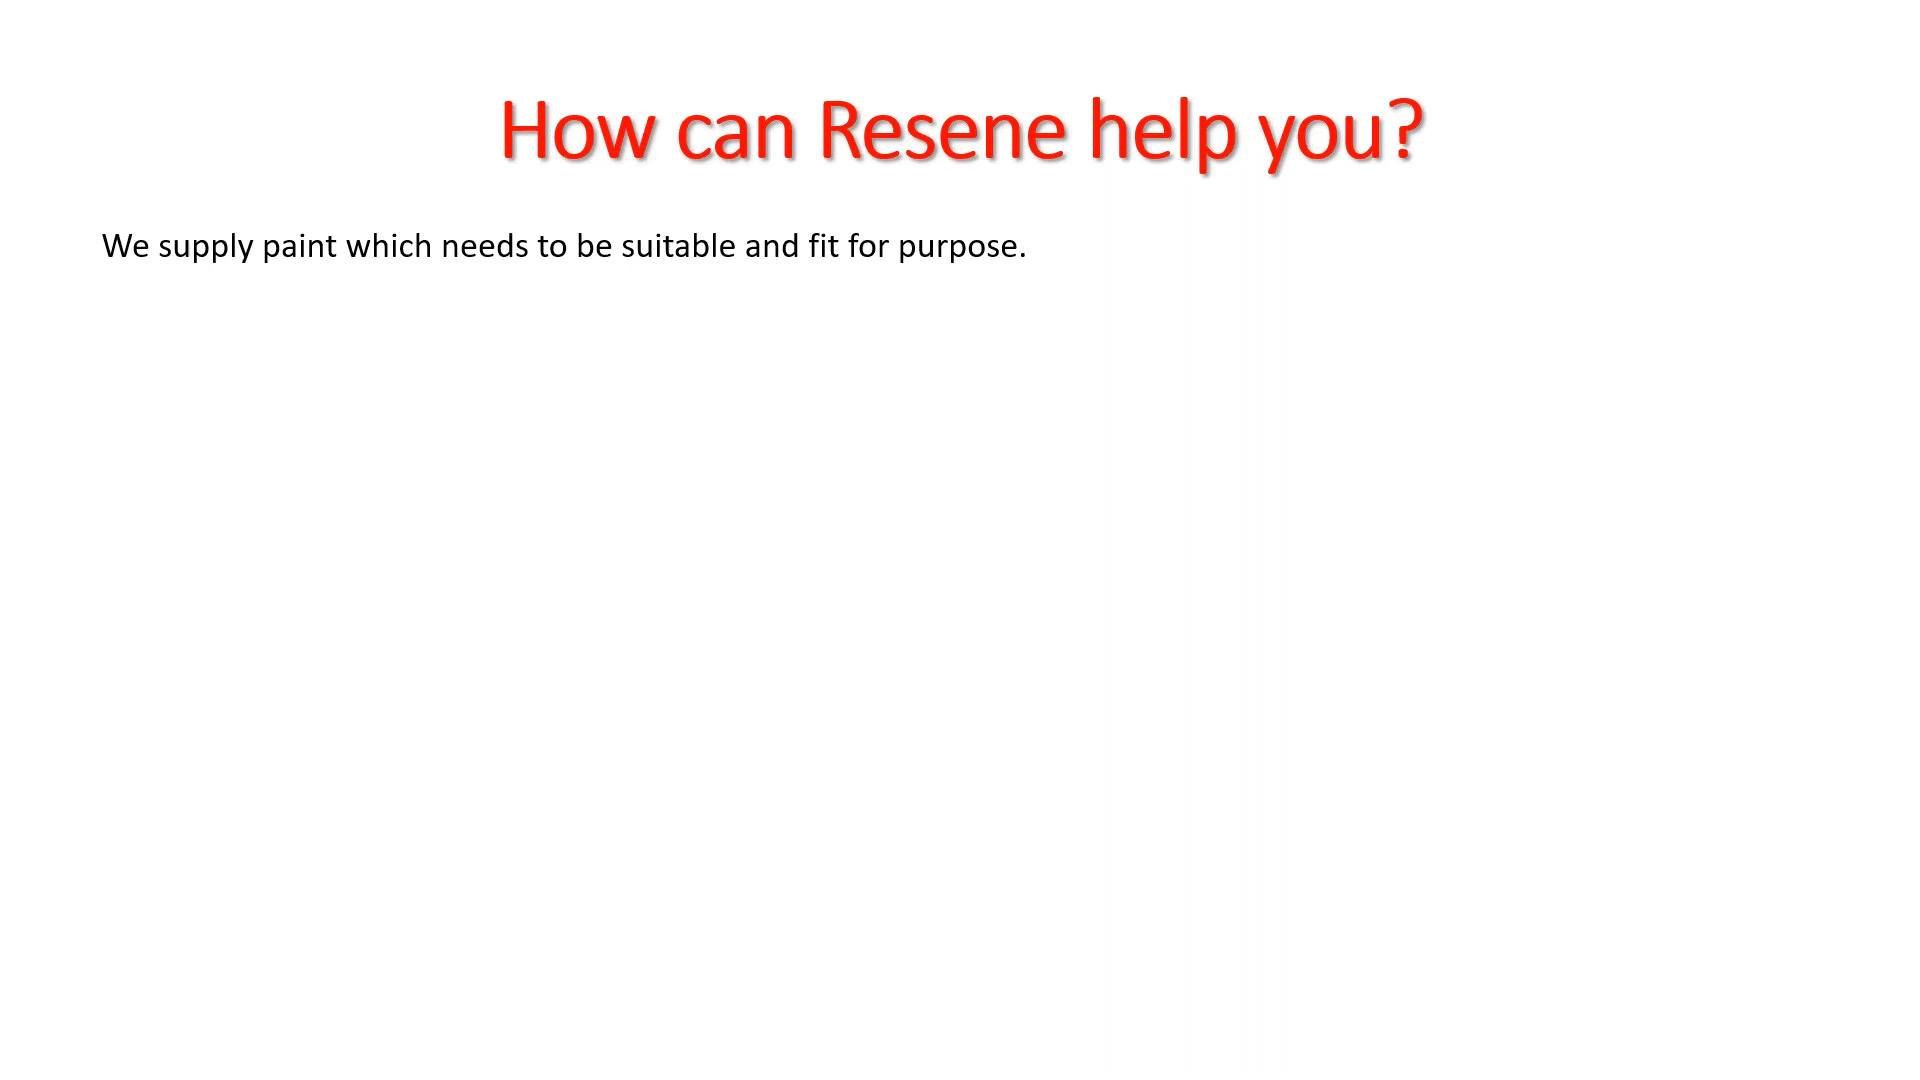 How can Resene help you?
We supply paint which needs to be suitable and fit for purpose.